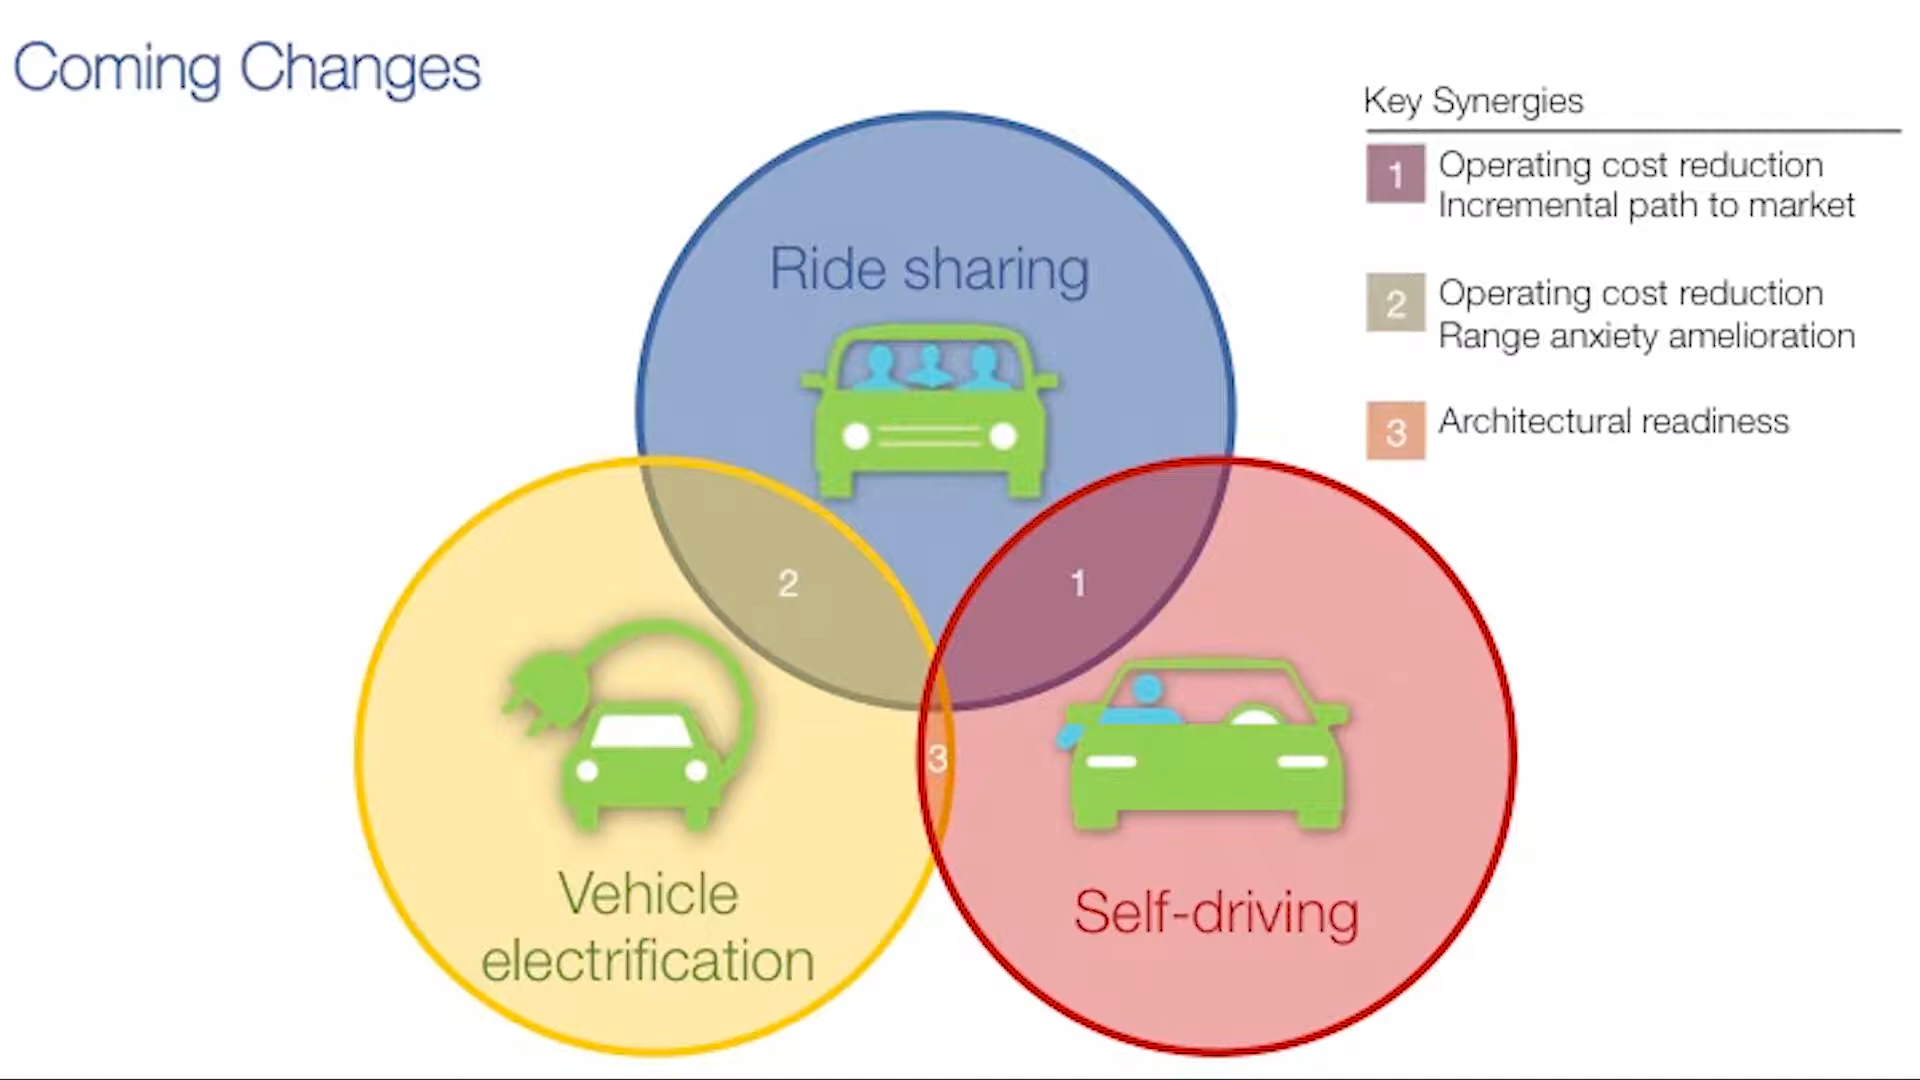 Coming Changes
Key Synergies
1
Operating cost reduction
Incremental path to market
2
Operating cost reduction
Range anxiety amelioration
3
Architectural readiness
Ride sharing
2
1
3
Vehicle
electrification
Self-driving